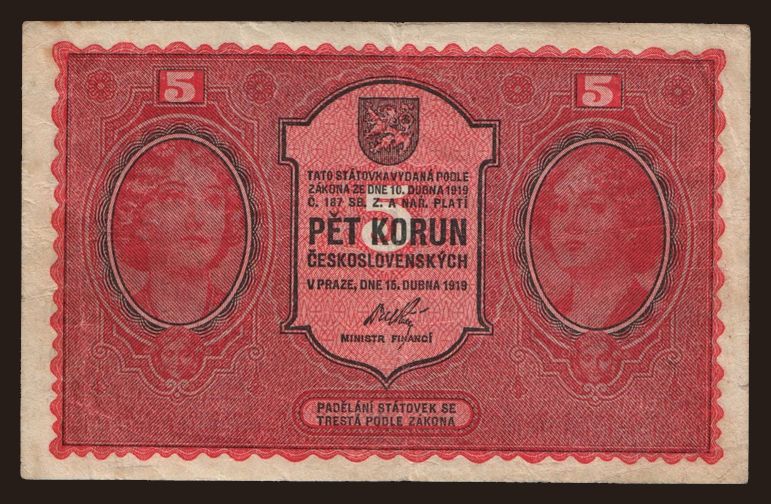 5
5
TATO STÁTOVKA VYDANÁ PODLE
ZÁKONA ZE DNE 10. DUBNA 1919
Č. 187 SB. Z. A NAŘ. PLATÍ
5
PĚT KORUN
ČESKOSLOVENSKÝCH
V PRAZE, DNE 15. DUBNA 1919
MINISTR FINANCÍ
PADĚLÁNÍ STÁTOVEK SE
TRESTÁ PODLE ZÁKONA